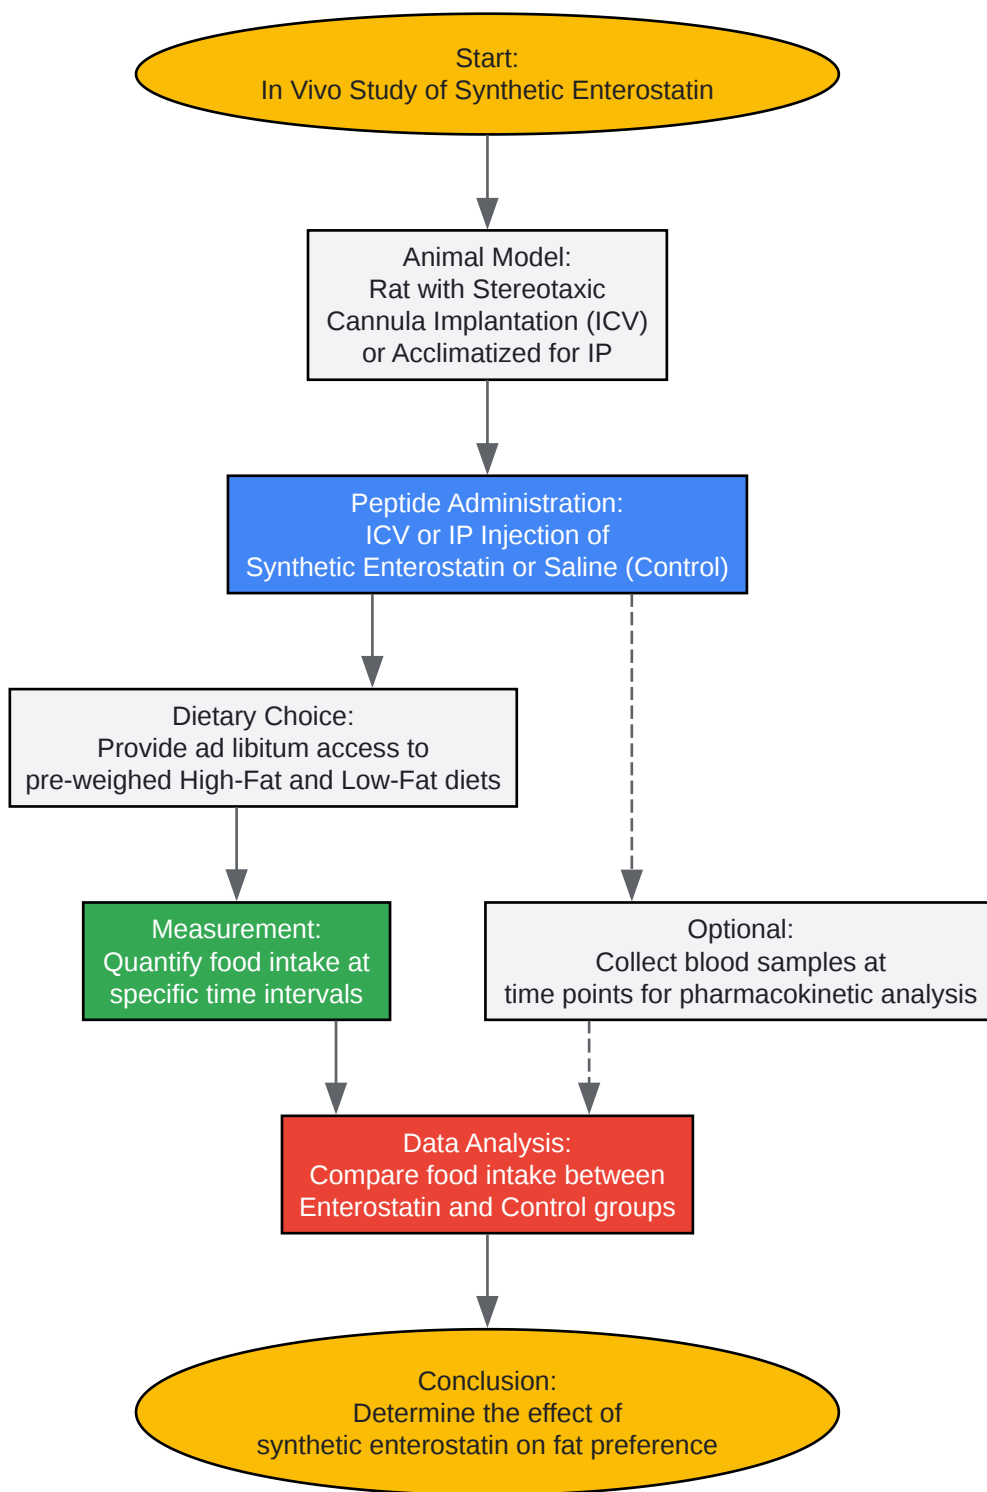 Start:
In Vivo Study of Synthetic Enterostatin
Animal Model:
Rat with Stereotaxic
Cannula Implantation (ICV)
or Acclimatized for IP
Peptide Administration:
ICV or IP Injection of
Synthetic Enterostatin or Saline (Control)
Dietary Choice:
Provide ad libitum access to
pre-weighed High-Fat and Low-Fat diets
Measurement:
Quantify food intake at
specific time intervals
Optional:
Collect blood samples at
time points for pharmacokinetic analysis
Data Analysis:
Compare food intake between
Enterostatin and Control groups
Conclusion:
Determine the effect of
synthetic enterostatin on fat preference